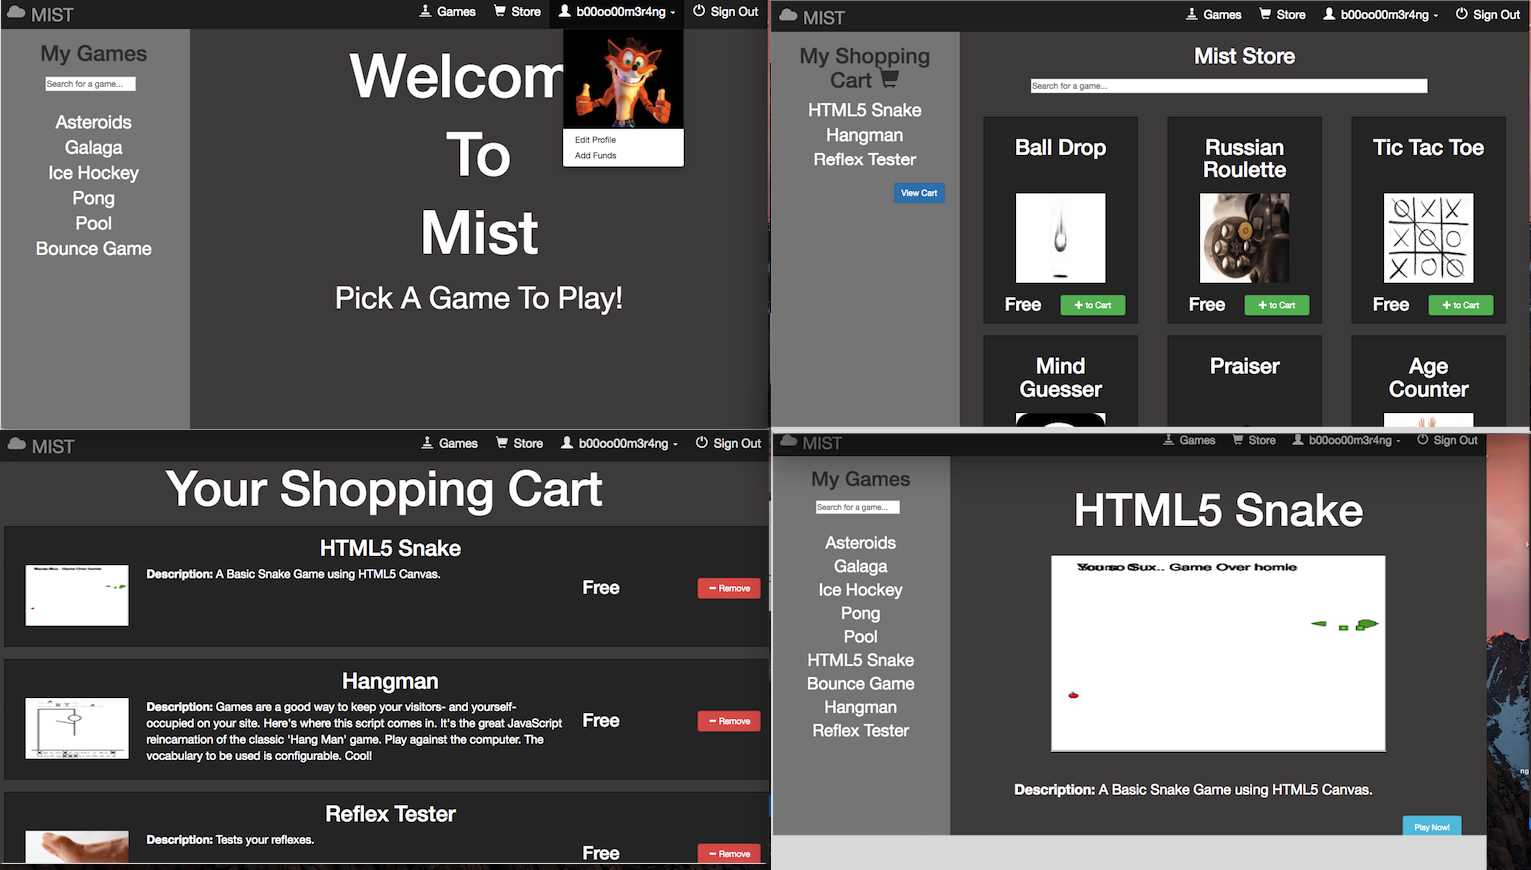 MIST
Games
Store
b00oo00m3r4ng
Sign Out
My Games
Search for a game...
Asteroids
Galaga
Ice Hockey
Pong
Pool
Bounce Game
Welcom
To
Mist
Pick A Game To Play!
Edit Profile
Add Funds
MIST
Games
Store
b00oo00m3r4ng
Sign Out
My Shopping
Cart
HTML5 Snake
Hangman
Reflex Tester
View Cart
Mist Store
Search for a game...
Ball Drop
Free
+ to Cart
Russian
Roulette
Free
+ to Cart
Tic Tac Toe
Free
+ to Cart
Mind
Guesser
Praiser
Age
Counter
MIST
Games
Store
b00oo00m3r4ng
Sign Out
Your Shopping Cart
HTML5 Snake
Description: A Basic Snake Game using HTML5 Canvas.
Free
− Remove
Hangman
Description: Games are a good way to keep your visitors- and yourself-
occupied on your site. Here's where this script comes in. It's the great JavaScript
reincarnation of the classic 'Hang Man' game. Play against the computer. The
vocabulary to be used is configurable. Cool!
Free
− Remove
Reflex Tester
Description: Tests your reflexes.
Free
− Remove
MIST
Games
Store
b00oo00m3r4ng
Sign Out
My Games
Search for a game...
Asteroids
Galaga
Ice Hockey
Pong
Pool
HTML5 Snake
Bounce Game
Hangman
Reflex Tester
HTML5 Snake
Sux.. Game Over homie
Description: A Basic Snake Game using HTML5 Canvas.
Play Now!
ng